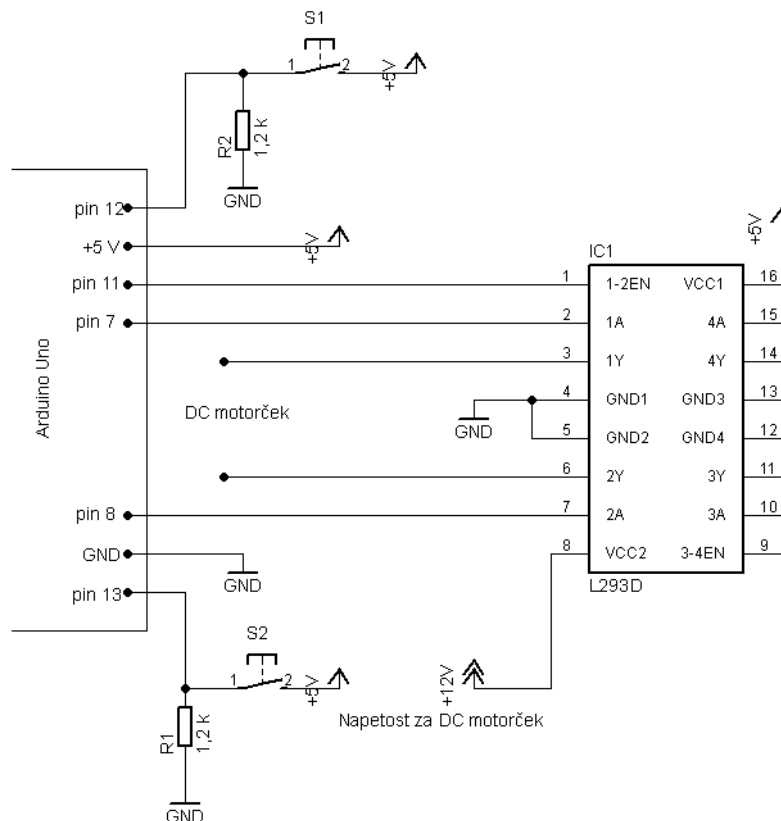 S1
1 2
+5V
R2
1,2 k
GND
pin 12
+5 V
+5V
+5V
pin 11
pin 7
Arduino Uno
IC1
1 1-2EN VCC1 16
2 1A 4A 15
3 1Y 4Y 14
4 GND1 GND3 13
5 GND2 GND4 12
6 2Y 3Y 11
7 2A 3A 10
8 VCC2 3-4EN 9
L293D
DC motorček
GND
pin 8
GND
GND
pin 13
S2
1 2
+5V
+12V
Napetost za DC motorček
R1
1,2 k
GND